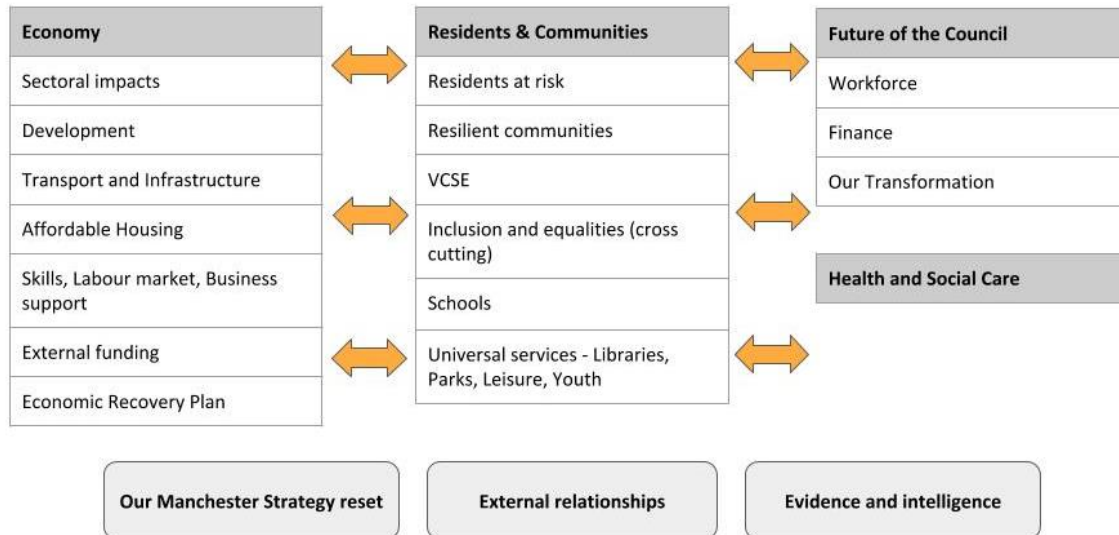 Economy
Sectoral impacts
Development
Transport and Infrastructure
Affordable Housing
Skills, Labour market, Business
support
External funding
Economic Recovery Plan
Residents & Communities
Residents at risk
Resilient communities
VCSE
Inclusion and equalities (cross
cutting)
Schools
Universal services - Libraries,
Parks, Leisure, Youth
Future of the Council
Workforce
Finance
Our Transformation
Health and Social Care
Our Manchester Strategy reset
External relationships
Evidence and intelligence